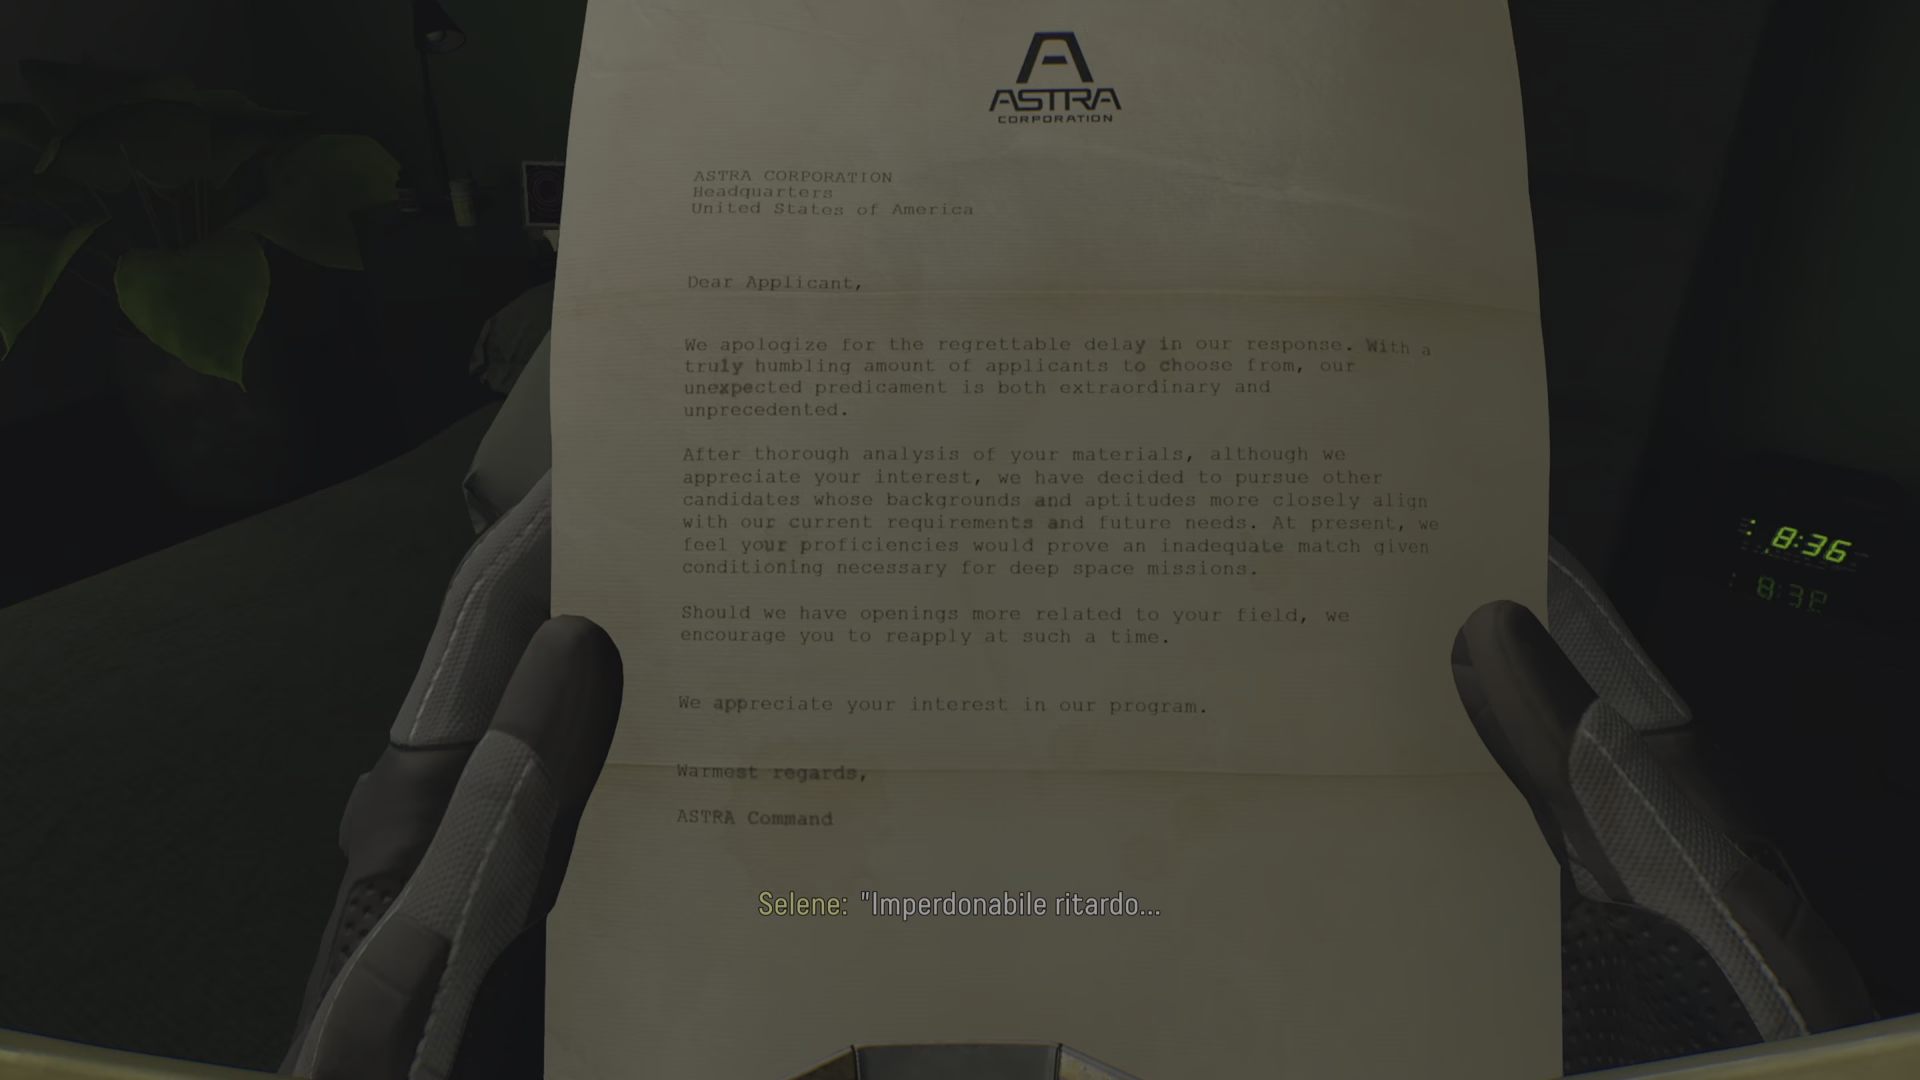 A
ASTRA
CORPORATION
ASTRA CORPORATION
Headquarters
United States of America
Dear Applicant,
We apologize for the regrettable delay in our response. With a
truly humbling amount of applicants to choose from, our
unexpected predicament is both extraordinary and
unprecedented.
After thorough analysis of your materials, although we
appreciate your interest, we have decided to pursue other
candidates whose backgrounds and aptitudes more closely align
with our current requirements and future needs. At present, we
feel your proficiencies would prove an inadequate match given
conditioning necessary for deep space missions.
Should we have openings more related to your field, we
encourage you to reapply at such a time.
We appreciate your interest in our program.
Warmest regards,
ASTRA Command
8:36
Selene: "Imperdonabile ritardo...